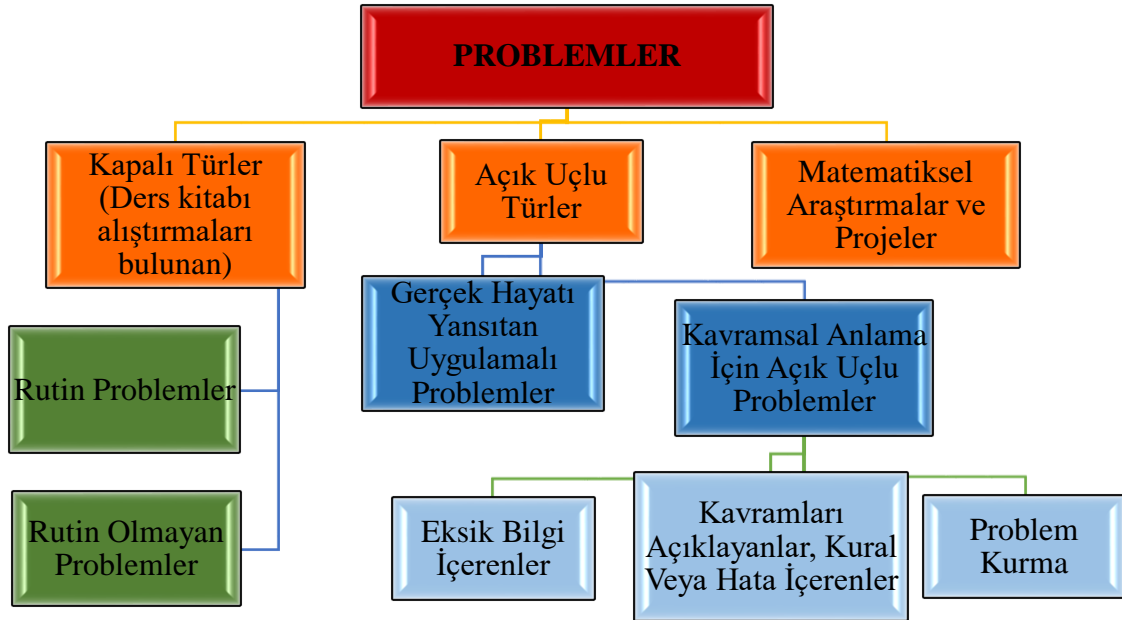 PROBLEMLER
Kapalı Türler
(Ders kitabı
alıştırmaları
bulunan)
Açık Uçlu
Türler
Matematiksel
Araştırmalar ve
Projeler
Rutin Problemler
Rutin Olmayan
Problemler
Gerçek Hayatı
Yansıtan
Uygulamalı
Problemler
Kavramsal Anlama
İçin Açık Uçlu
Problemler
Eksik Bilgi
İçerenler
Kavramları
Açıklayanlar, Kural
Veya Hata İçerenler
Problem
Kurma